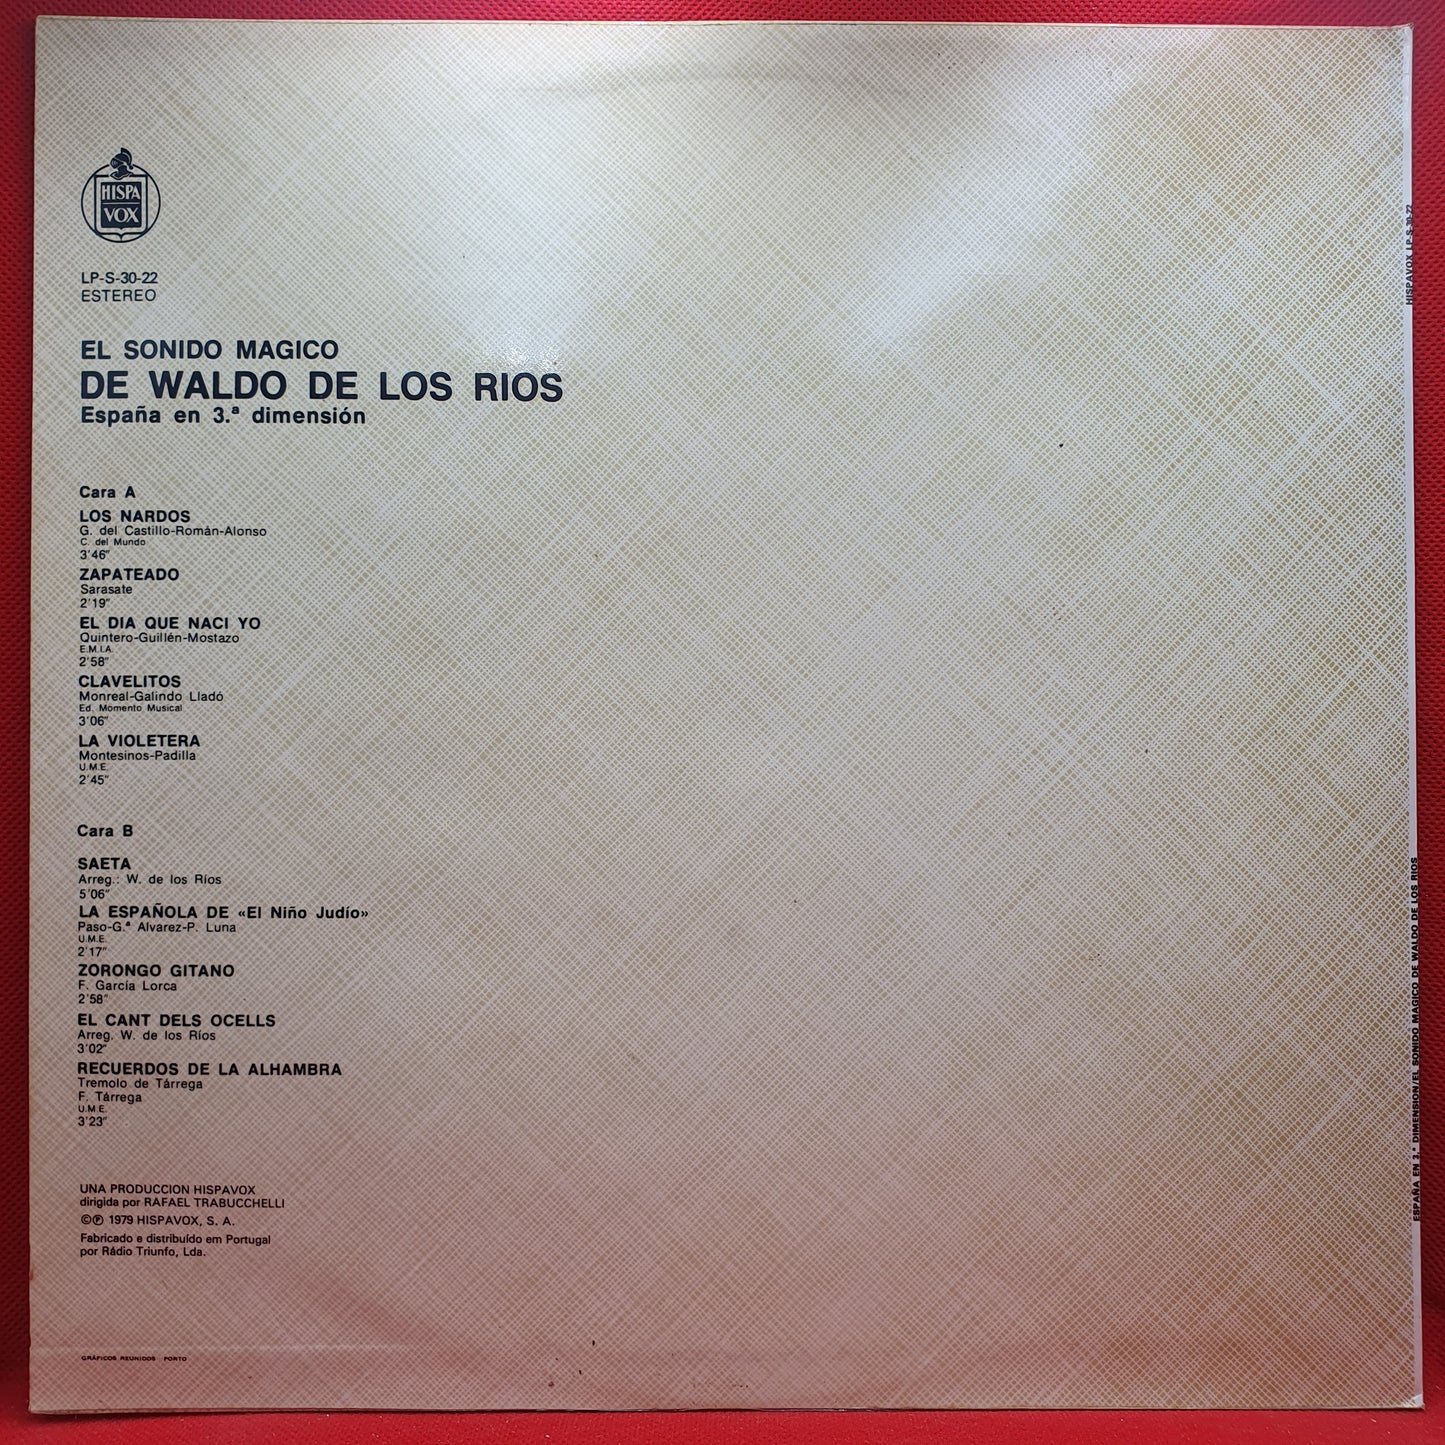 HISPA
VOX
LP-S-30-22
ESTEREO
EL SONIDO MAGICO
DE WALDO DE LOS RIOS
España en 3.ª dimensión
Cara A
LOS NARDOS
G. del Castillo-Román-Alonso
C. del Mundo
3'46"
ZAPATEADO
Sarasate
2'19"
EL DIA QUE NACI YO
Quintero-Guillén-Mostazo
E.M.I.A.
2'58"
CLAVELITOS
Monreal-Galindo Lladó
Ed. Momento Musical
3'06"
LA VIOLETERA
Montesinos-Padilla
U.M.E.
2'45"
Cara B
SAETA
Arreg.: W. de los Ríos
5'06"
LA ESPAÑOLA DE «El Niño Judío»
Paso-G.ª Alvarez-P. Luna
U.M.E.
2'17"
ZORONGO GITANO
F. García Lorca
2'58"
EL CANT DELS OCELLS
Arreg. W. de los Ríos
3'02"
RECUERDOS DE LA ALHAMBRA
Tremolo de Tárrega
F. Tárrega
U.M.E.
3'23"
UNA PRODUCCION HISPAVOX
dirigida por RAFAEL TRABUCCHELLI
©℗ 1979 HISPAVOX, S. A.
Fabricado e distribuído em Portugal
por Rádio Triunfo, Lda.
GRÁFICOS REUNIDOS PORTO
HISPAVOX LP-S-30-22
ESPAÑA EN 3.ª DIMENSION/EL SONIDO MAGICO DE WALDO DE LOS RIOS